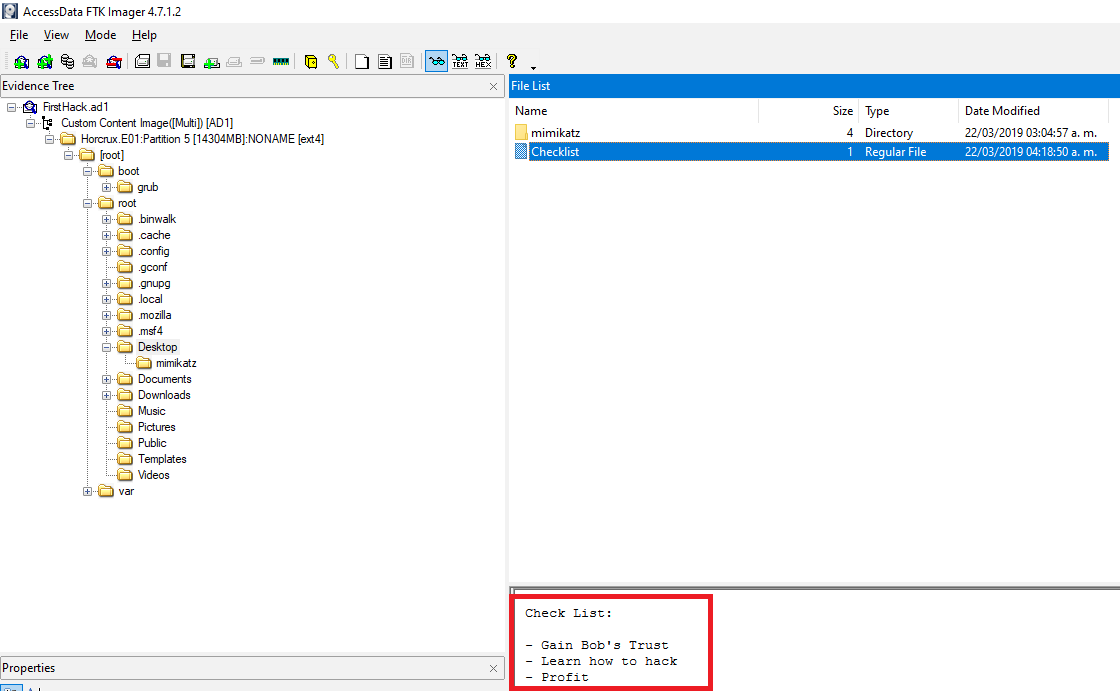 AccessData FTK Imager 4.7.1.2
File View Mode Help
TEXT HEX
Evidence Tree
FirstHack.ad1
Custom Content Image([Multi]) [AD1]
Horcrux.E01:Partition 5 [14304MB]:NONAME [ext4]
[root]
boot
grub
root
.binwalk
.cache
.config
.gconf
.gnupg
.local
.mozilla
.msf4
Desktop
mimikatz
Documents
Downloads
Music
Pictures
Public
Templates
Videos
var
Properties
File List
Name Size Type Date Modified
mimikatz 4 Directory 22/03/2019 03:04:57 a. m.
Checklist 1 Regular File 22/03/2019 04:18:50 a. m.
Check List:
- Gain Bob's Trust
- Learn how to hack
- Profit